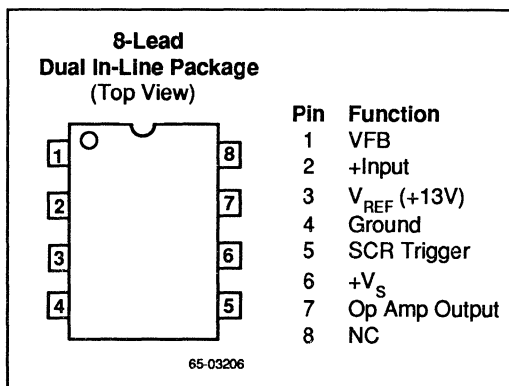 8-Lead
Dual In-Line Package
(Top View)
1
2
3
4
8
7
6
5
65-03206
Pin Function
1 VFB
2 +Input
3 VREF (+13V)
4 Ground
5 SCR Trigger
6 +VS
7 Op Amp Output
8 NC